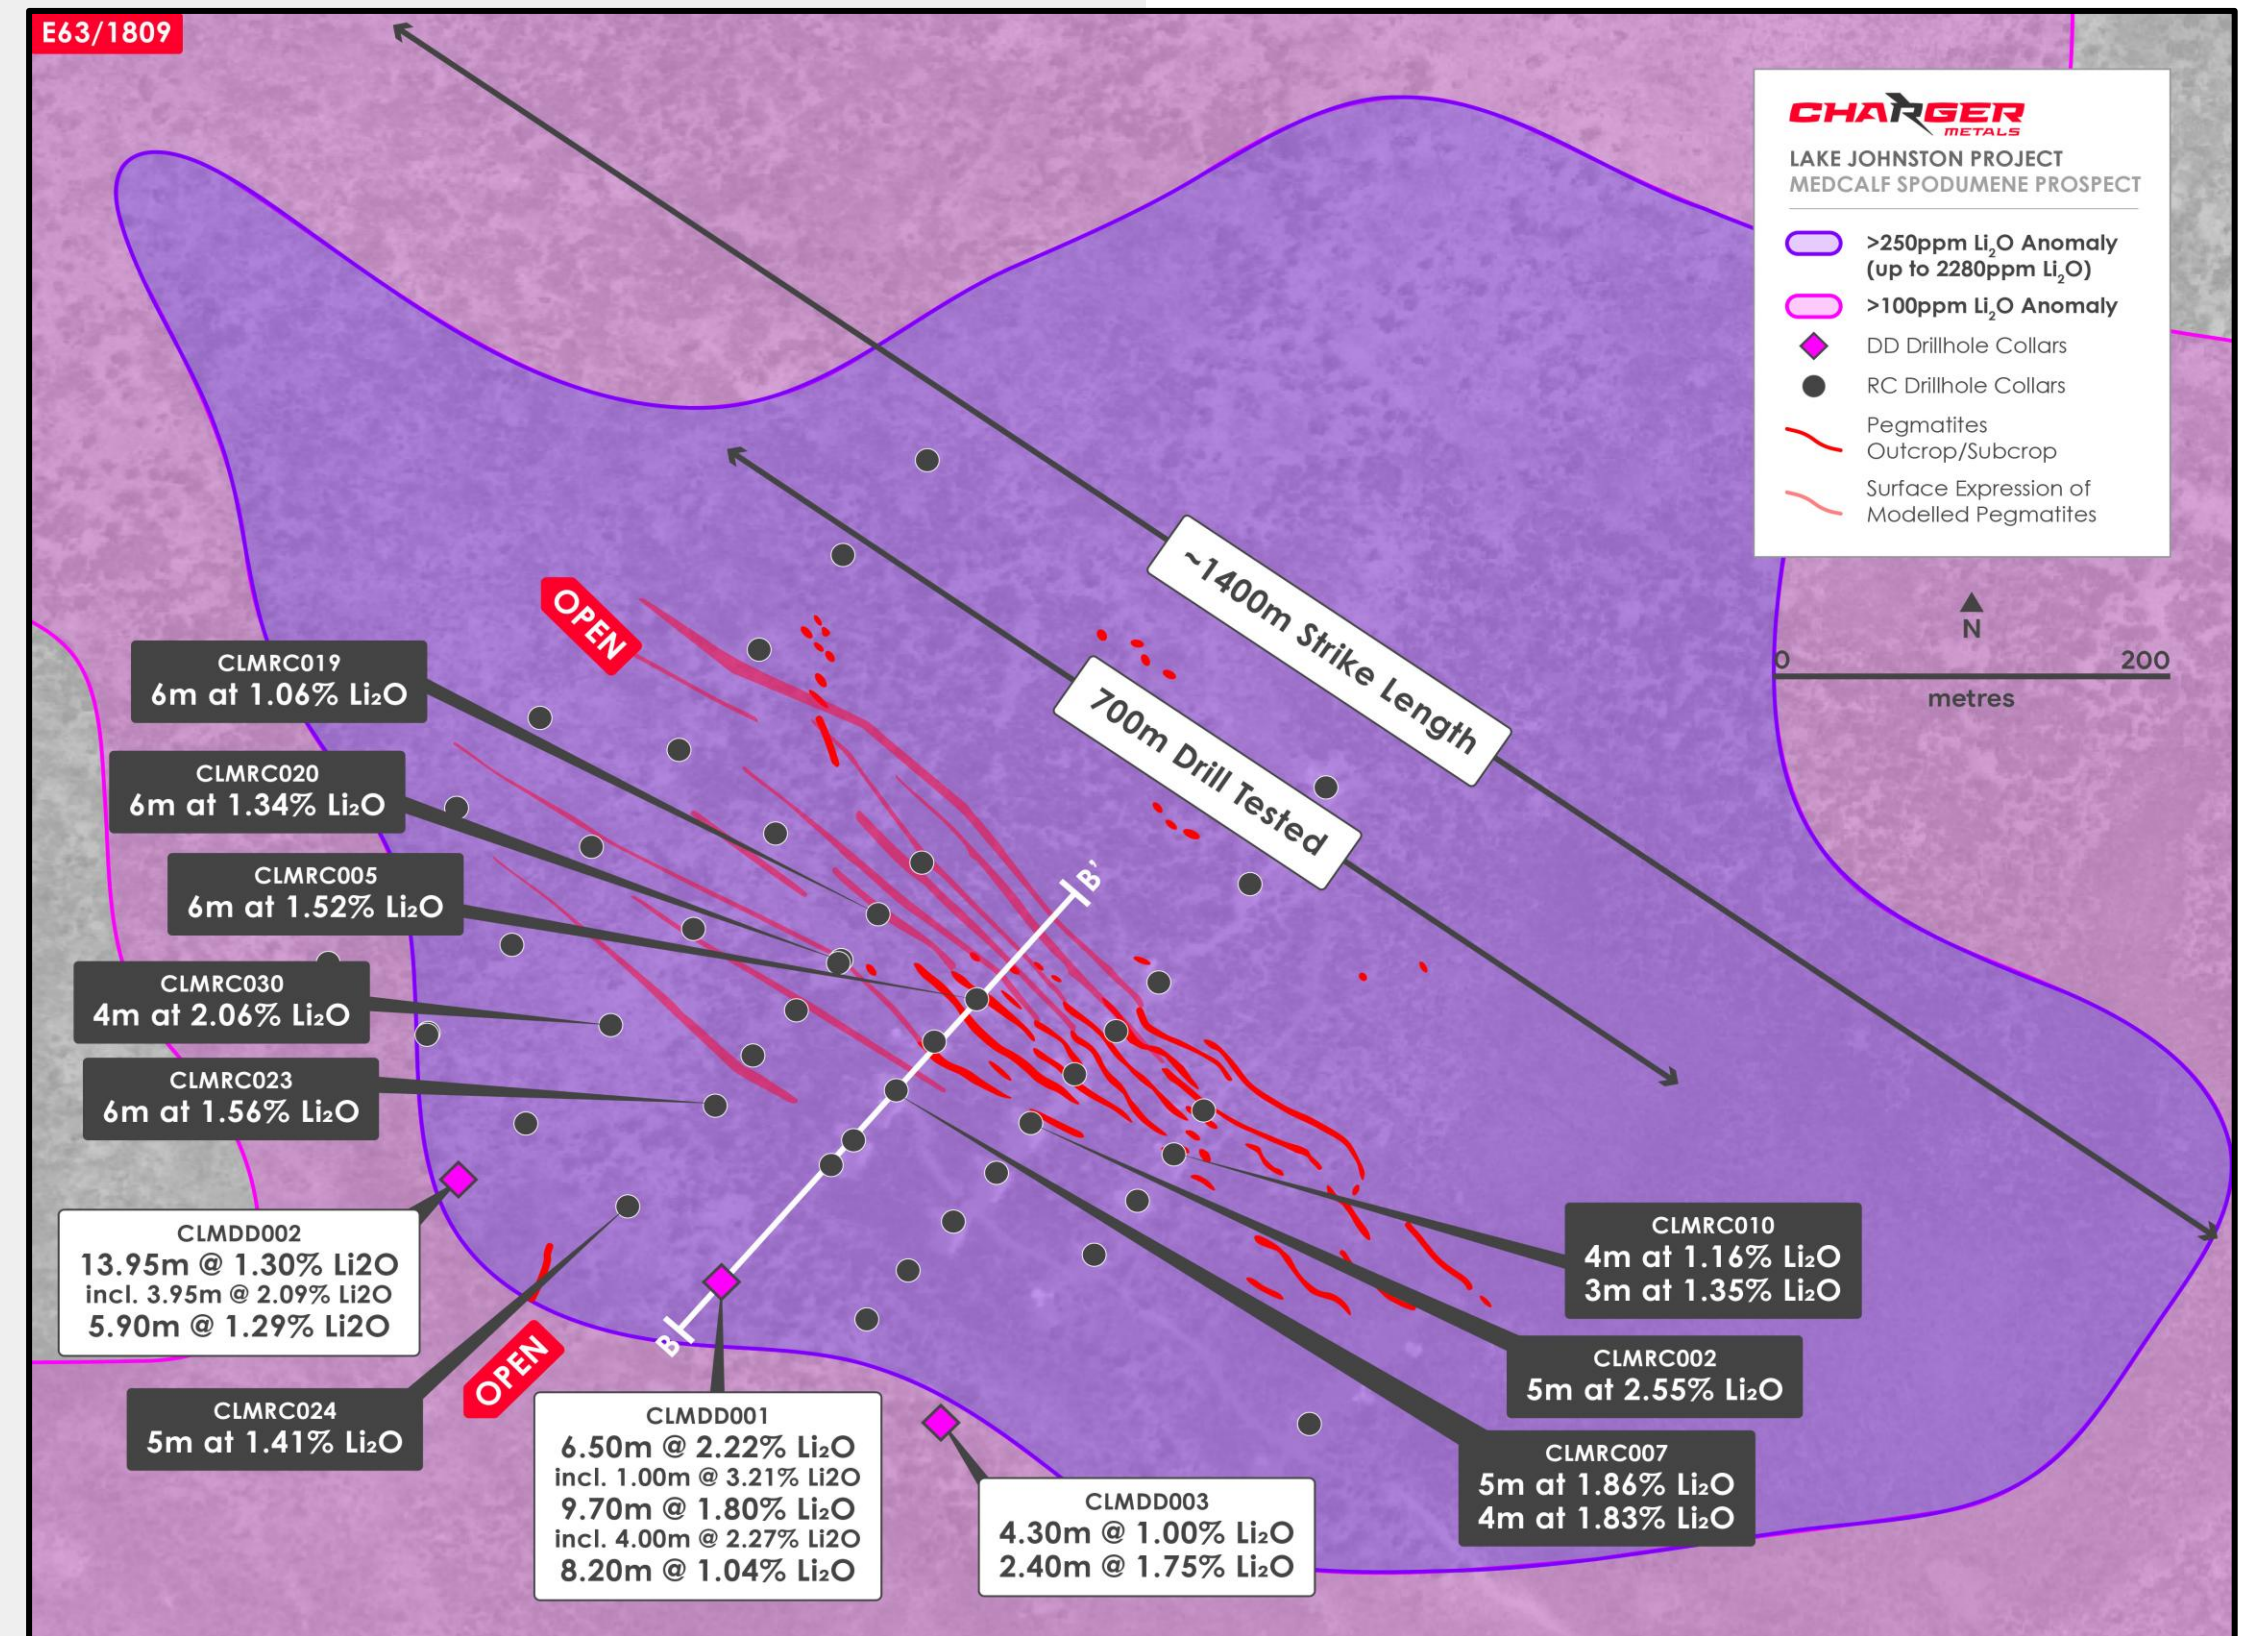 E63/1809
CHARGER
METALS
LAKE JOHNSTON PROJECT
MEDCALF SPODUMENE PROSPECT
>250ppm Li₂O Anomaly
(up to 2280ppm Li₂O)
>100ppm Li₂O Anomaly
DD Drillhole Collars
RC Drillhole Collars
Pegmatites
Outcrop/Subcrop
Surface Expression of
Modelled Pegmatites
N
0 200
metres
~1400m Strike Length
700m Drill Tested
OPEN
CLMRC019
6m at 1.06% Li₂O
CLMRC020
6m at 1.34% Li₂O
CLMRC005
6m at 1.52% Li₂O
CLMRC030
4m at 2.06% Li₂O
CLMRC023
6m at 1.56% Li₂O
B'
B
CLMDD002
13.95m @ 1.30% Li2O
incl. 3.95m @ 2.09% Li2O
5.90m @ 1.29% Li2O
OPEN
CLMRC024
5m at 1.41% Li₂O
CLMDD001
6.50m @ 2.22% Li₂O
incl. 1.00m @ 3.21% Li2O
9.70m @ 1.80% Li₂O
incl. 4.00m @ 2.27% Li2O
8.20m @ 1.04% Li₂O
CLMDD003
4.30m @ 1.00% Li₂O
2.40m @ 1.75% Li₂O
CLMRC010
4m at 1.16% Li₂O
3m at 1.35% Li₂O
CLMRC002
5m at 2.55% Li₂O
CLMRC007
5m at 1.86% Li₂O
4m at 1.83% Li₂O